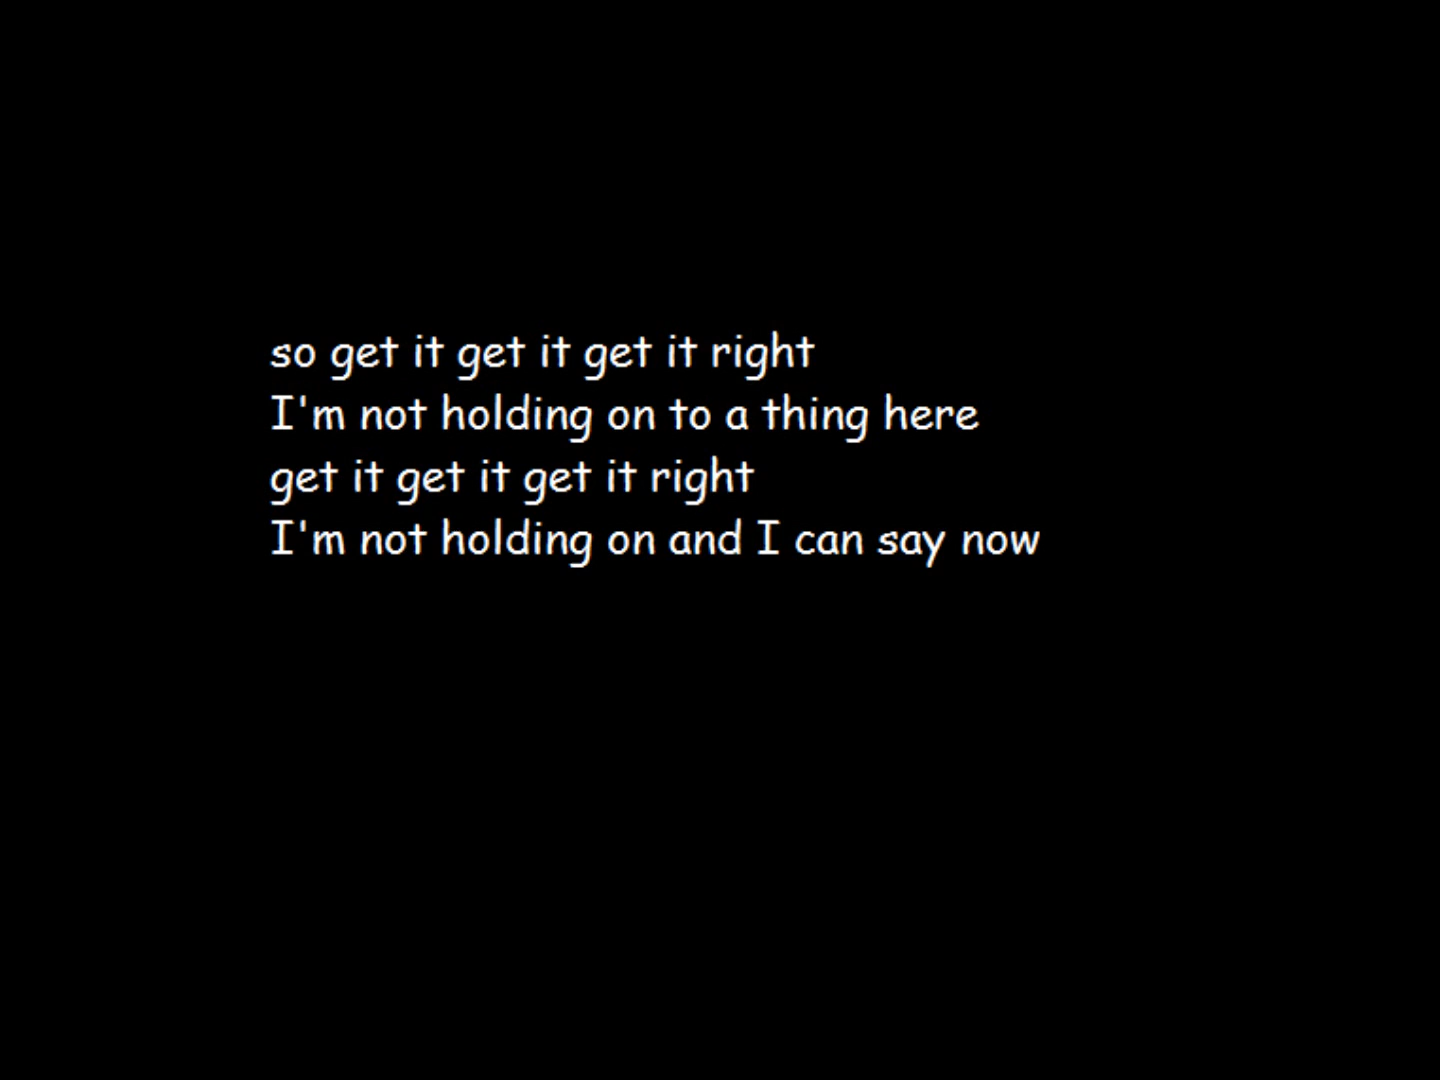 so get it get it get it right
I'm not holding on to a thing here
get it get it get it right
I'm not holding on and I can say now